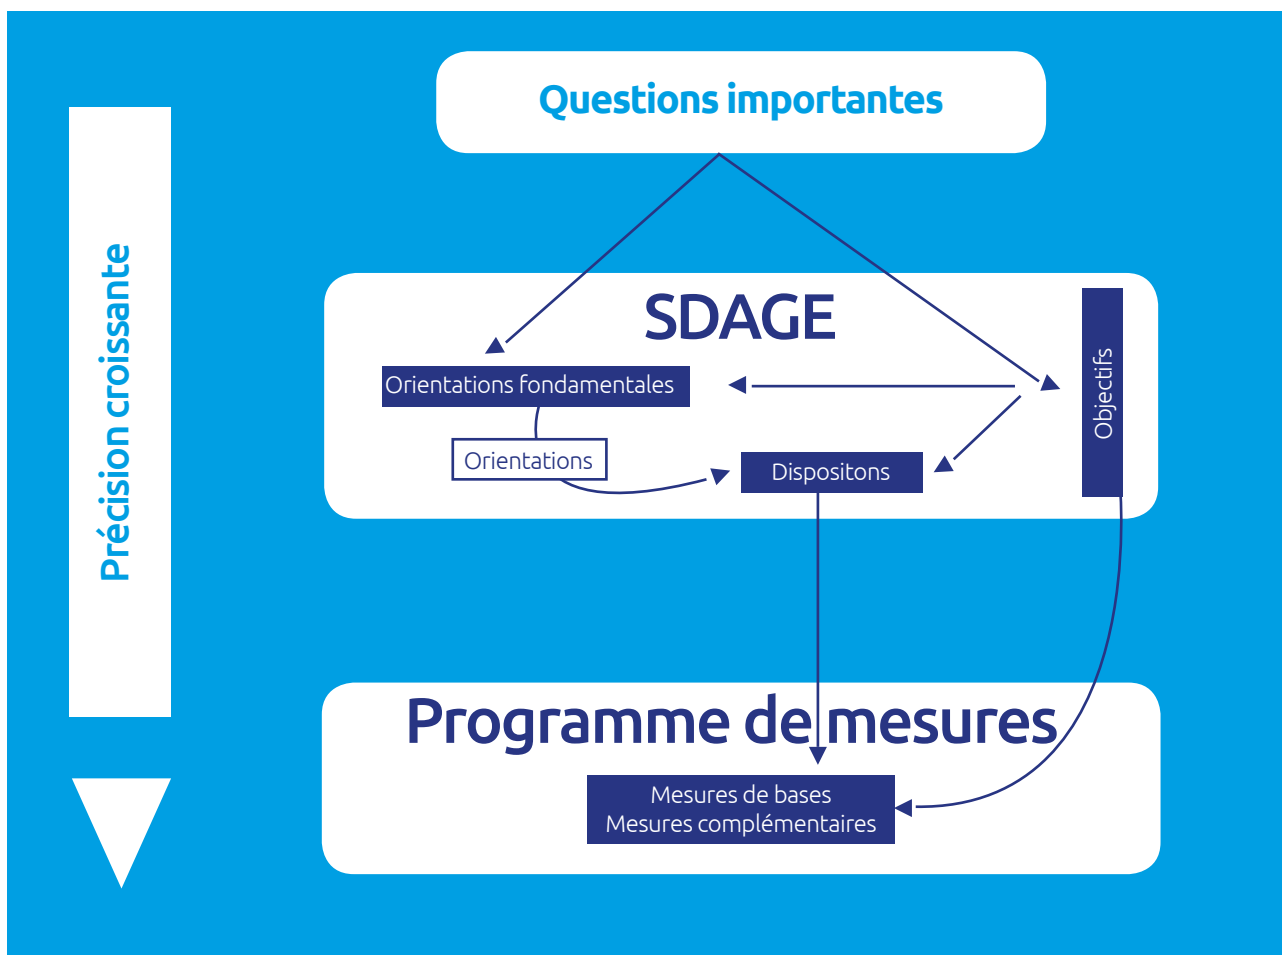 Questions importantes
Précision croissante
SDAGE
Orientations fondamentales
Objectifs
Orientations
Dispositons
Programme de mesures
Mesures de bases
Mesures complémentaires